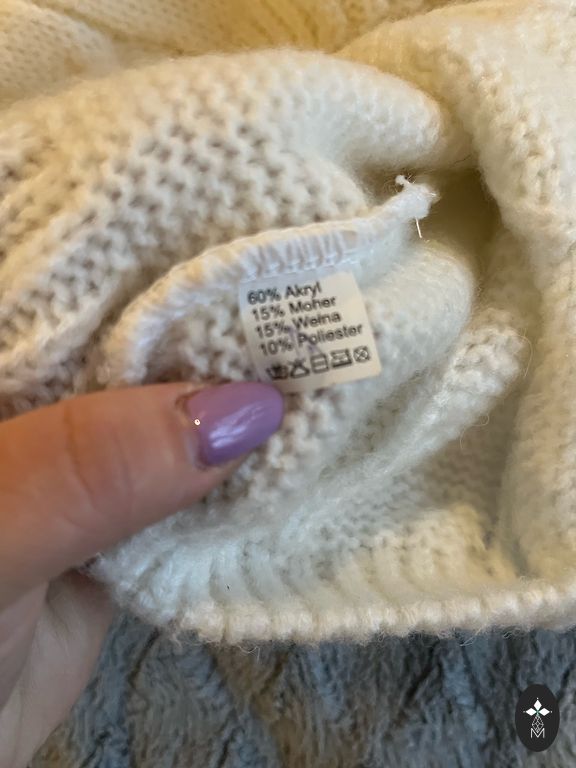 60% Akryl
15% Moher
15% Wełna
10% Poliester
M